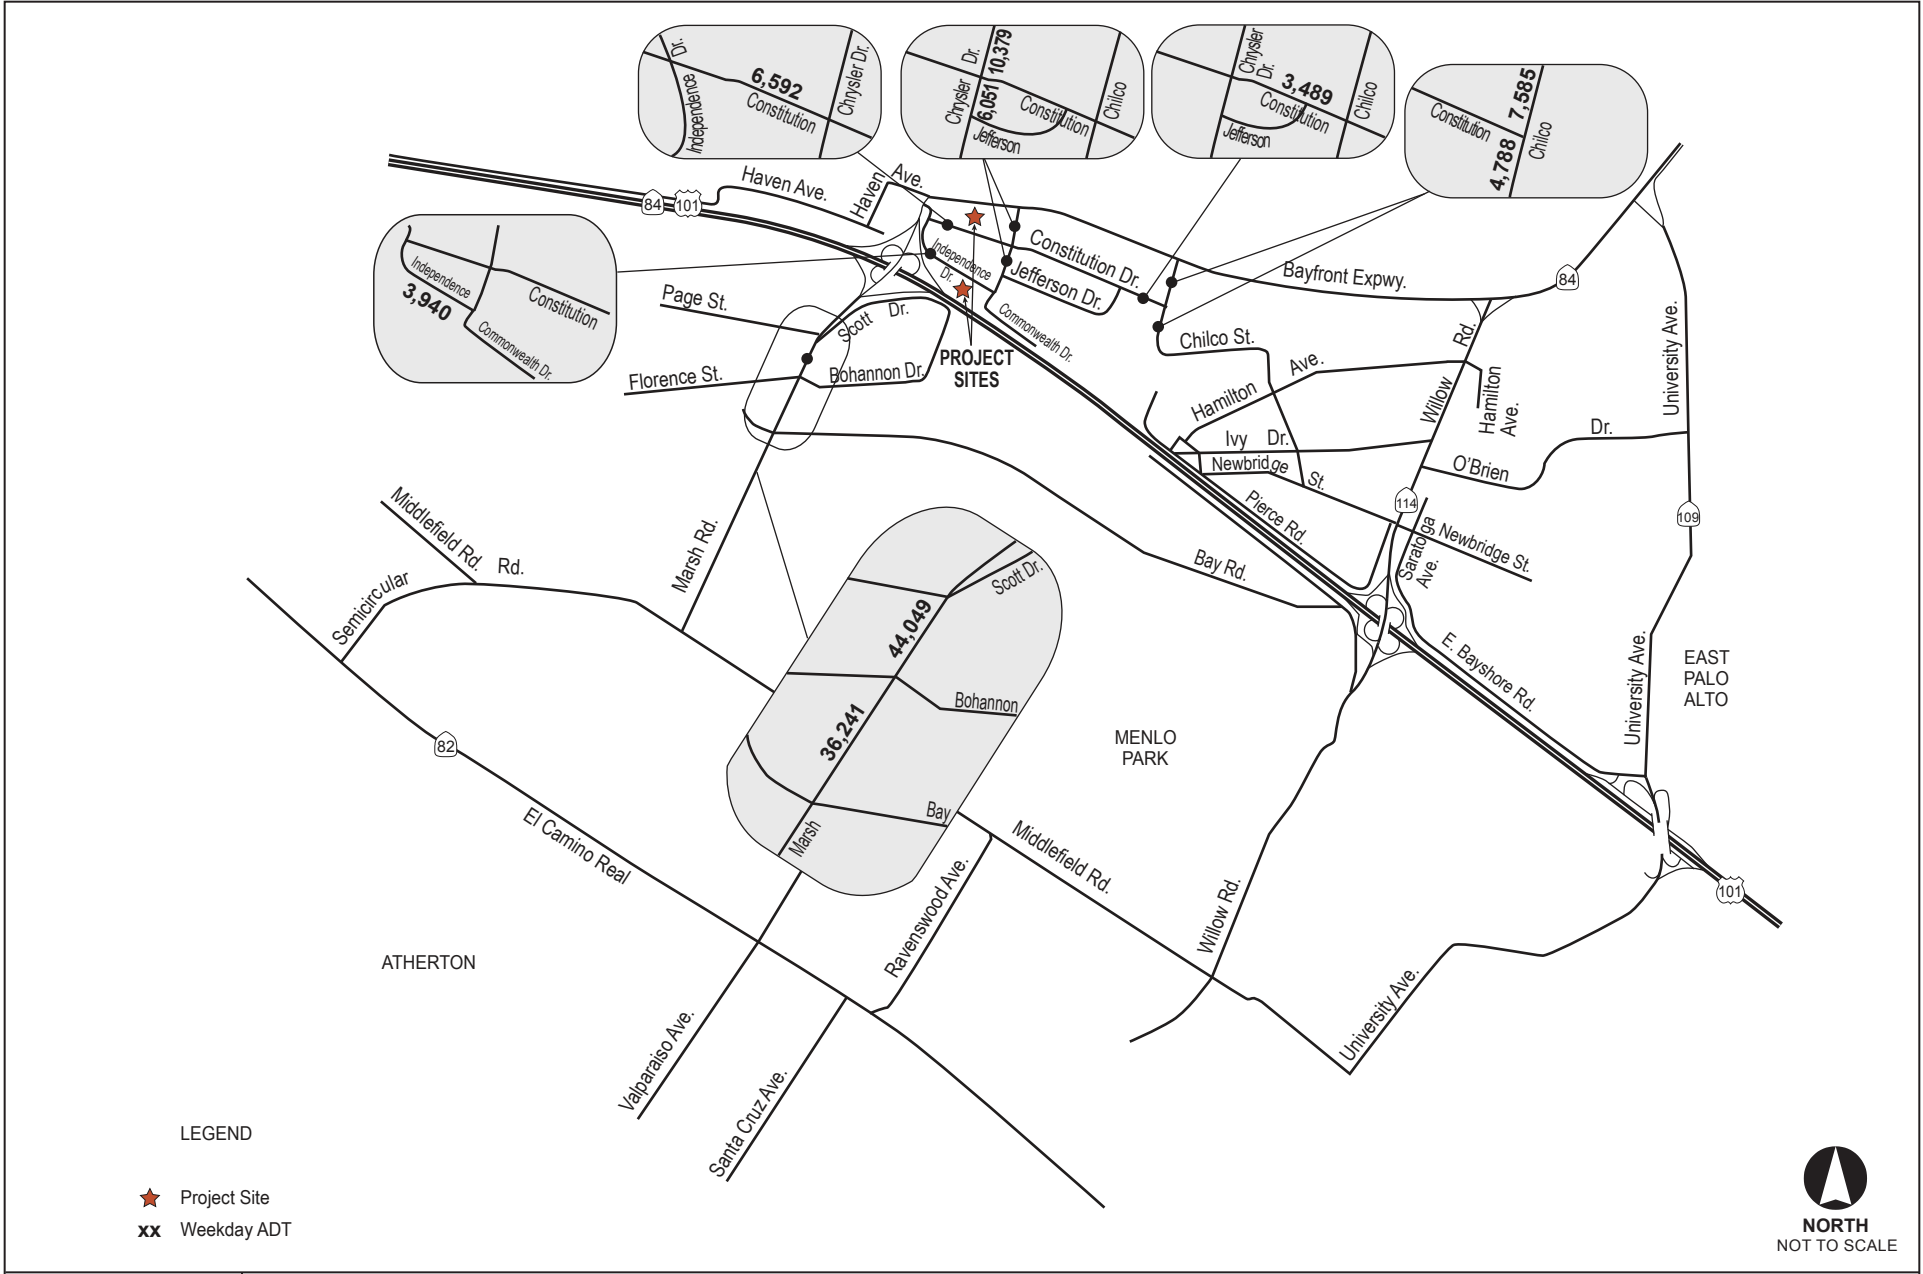 Dr.
Independence
6,592
Constitution
Chrysler Dr.
Chrysler Dr.
10,379
6,051
Constitution
Jefferson
Chilco
Chrysler
Dr.
3,489
Constitution
Jefferson
Chilco
Constitution
7,585
4,788
Chilco
84
101
Haven Ave.
Haven Ave.
Independence
3,940
Constitution
Commonwealth Dr.
Independence
Dr.
Constitution Dr.
Jefferson Dr.
Commonwealth Dr.
Bayfront Expwy.
84
Page St.
Scott Dr.
Florence St.
Bohannon Dr.
PROJECT
SITES
Chilco St.
Hamilton Ave.
Willow Rd.
Hamilton
Ave.
University Ave.
Ivy Dr.
Newbridge St.
O'Brien Dr.
114
109
Pierce Rd.
Saratoga
Ave.
Newbridge St.
Bay Rd.
Middlefield Rd.
Semicircular Rd.
Marsh Rd.
Scott Dr.
44,049
Bohannon
36,241
Bay
Marsh
E. Bayshore Rd.
University Ave.
EAST
PALO
ALTO
MENLO
PARK
82
El Camino Real
Middlefield Rd.
Ravenswood Ave.
Willow Rd.
101
ATHERTON
University Ave.
Valparaiso Ave.
Santa Cruz Ave.
LEGEND
Project Site
xx Weekday ADT
NORTH
NOT TO SCALE